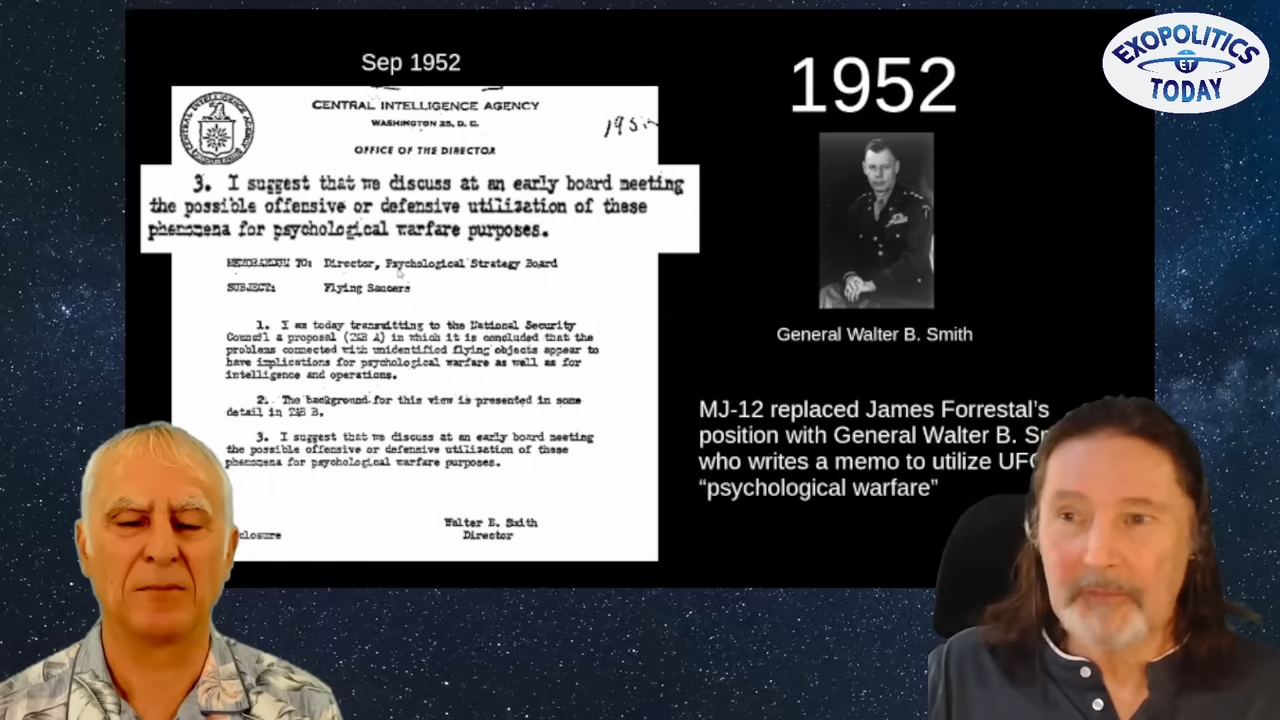 Sep 1952
CENTRAL INTELLIGENCE AGENCY
WASHINGTON 25, D. C.
OFFICE OF THE DIRECTOR
3. I suggest that we discuss at an early board meeting
the possible offensive or defensive utilization of these
phenomena for psychological warfare purposes.
MEMORANDUM TO: Director, Psychological Strategy Board
SUBJECT: Flying Saucers
1. I am today transmitting to the National Security
Council a proposal (TAB A) in which it is concluded that the
problems connected with unidentified flying objects appear to
have implications for psychological warfare as well as for
intelligence and operations.
2. The background for this view is presented in some
detail in TAB B.
3. I suggest that we discuss at an early board meeting
the possible offensive or defensive utilization of these
phenomena for psychological warfare purposes.
closure
Walter B. Smith
Director
1952
General Walter B. Smith
MJ-12 replaced James Forrestal's
position with General Walter B.
who writes a memo to utilize
“psychological warfare”
EXOPOLITICS
ET
TODAY